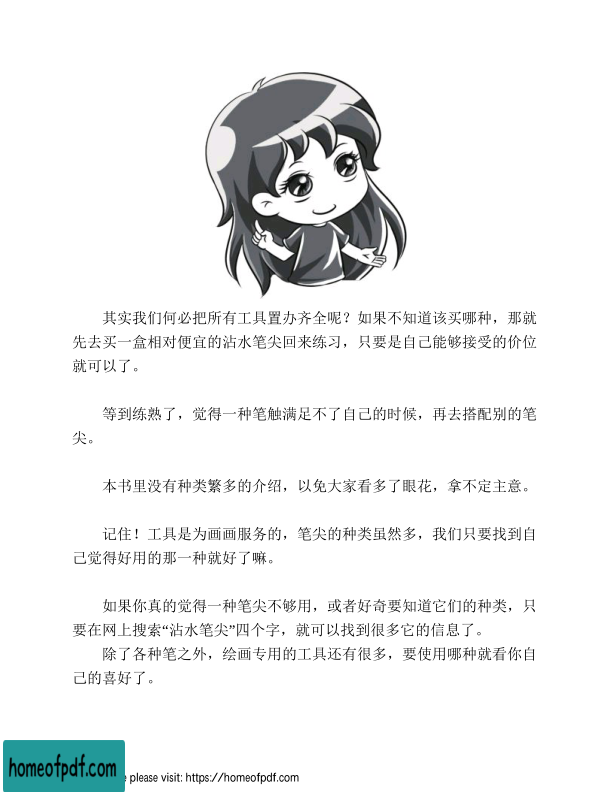 其实我们何必把所有工具置办齐全呢？如果不知道该买哪种，那就
先去买一盒相对便宜的沾水笔尖回来练习，只要是自己能够接受的价位
就可以了。
等到练熟了，觉得一种笔触满足不了自己的时候，再去搭配别的笔
尖。
本书里没有种类繁多的介绍，以免大家看多了眼花，拿不定主意。
记住！工具是为画画服务的，笔尖的种类虽然多，我们只要找到自
己觉得好用的那一种就好了嘛。
如果你真的觉得一种笔尖不够用，或者好奇要知道它们的种类，只
要在网上搜索“沾水笔尖”四个字，就可以找到很多它的信息了。
除了各种笔之外，绘画专用的工具还有很多，要使用哪种就看你自
己的喜好了。
homeofpdf.com
please visit: https://homeofpdf.com